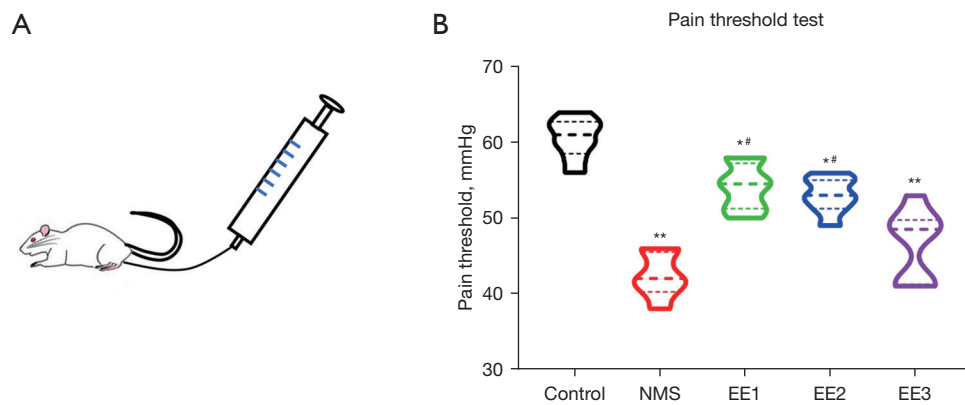 A
B
Pain threshold test
Pain threshold, mmHg
70
60
50
40
30
**
*#
*#
**
Control NMS EE1 EE2 EE3